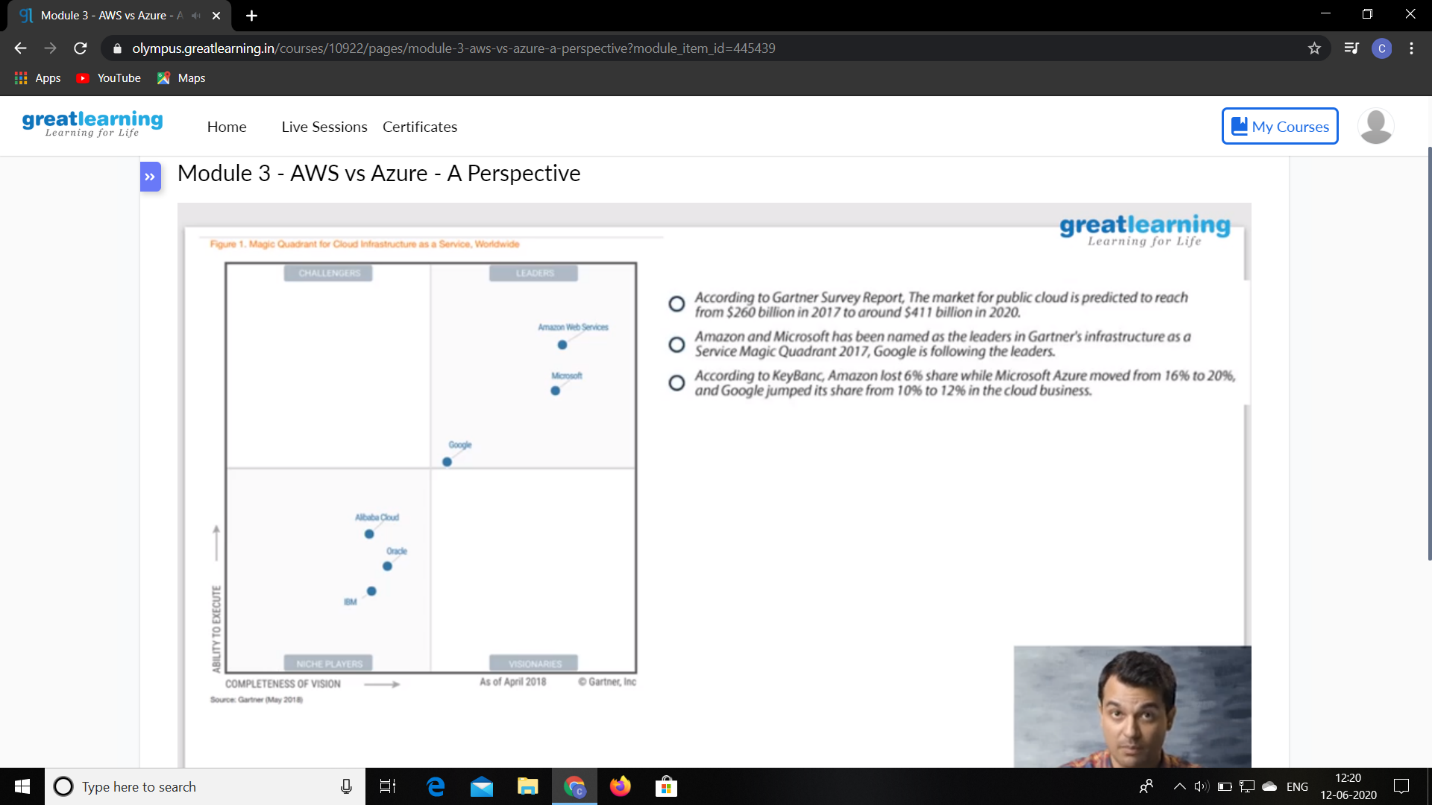 Module 3 - AWS vs Azure - A
olympus.greatlearning.in/courses/10922/pages/module-3-aws-vs-azure-a-perspective?module_item_id=445439
C
Apps YouTube Maps
greatlearning
Learning for Life
Home Live Sessions Certificates
My Courses
Module 3 - AWS vs Azure - A Perspective
greatlearning
Learning for Life
Figure 1. Magic Quadrant for Cloud Infrastructure as a Service, Worldwide
CHALLENGERS LEADERS
Amazon Web Services
Microsoft
Google
Alibaba Cloud
Oracle
IBM
NICHE PLAYERS VISIONARIES
ABILITY TO EXECUTE
COMPLETENESS OF VISION
As of April 2018 © Gartner, Inc
Source: Gartner (May 2018)
According to Gartner Survey Report, The market for public cloud is predicted to reach
from $260 billion in 2017 to around $411 billion in 2020.
Amazon and Microsoft has been named as the leaders in Gartner's infrastructure as a
Service Magic Quadrant 2017, Google is following the leaders.
According to KeyBanc, Amazon lost 6% share while Microsoft Azure moved from 16% to 20%,
and Google jumped its share from 10% to 12% in the cloud business.
Type here to search
ENG
12:20
12-06-2020